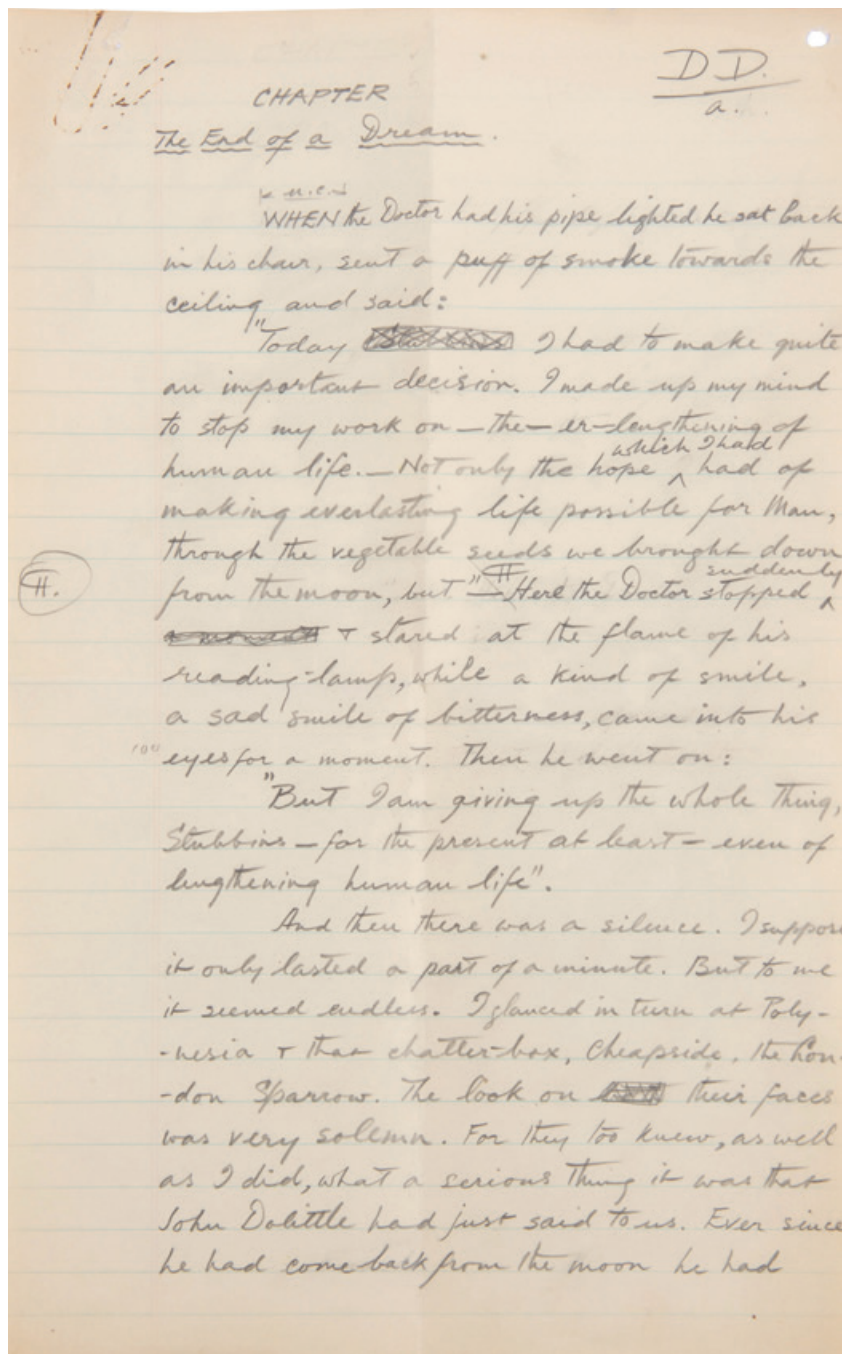 DD.
a.
CHAPTER
The End of a Dream.
u.c.
WHEN the Doctor had his pipe lighted he sat back
in his chair, sent a puff of smoke towards the
ceiling and said:
"Today I had to make quite
an important decision. I made up my mind
to stop my work on — the — er — lengthening of
which I had
human life. — Not only the hope ^ had of
making everlasting life possible for Man,
through the vegetable seeds we brought down
suddenly
¶. from the moon, but "— ¶ Here the Doctor stopped ^
a moment + stared at the flame of his
reading-lamp, while a kind of smile,
a sad smile of bitterness, came into his
eyes for a moment. Then he went on:
"But I am giving up the whole thing,
Stubbins — for the present at least — even of
lengthening human life".
And then there was a silence. I suppose
it only lasted a part of a minute. But to me
it seemed endless. I glanced in turn at Poly-
-nesia + that chatter-box, Cheapside, the Lon-
-don Sparrow. The look on their faces
was very solemn. For they too knew, as well
as I did, what a serious thing it was that
John Dolittle had just said to us. Ever since
he had come back from the moon he had